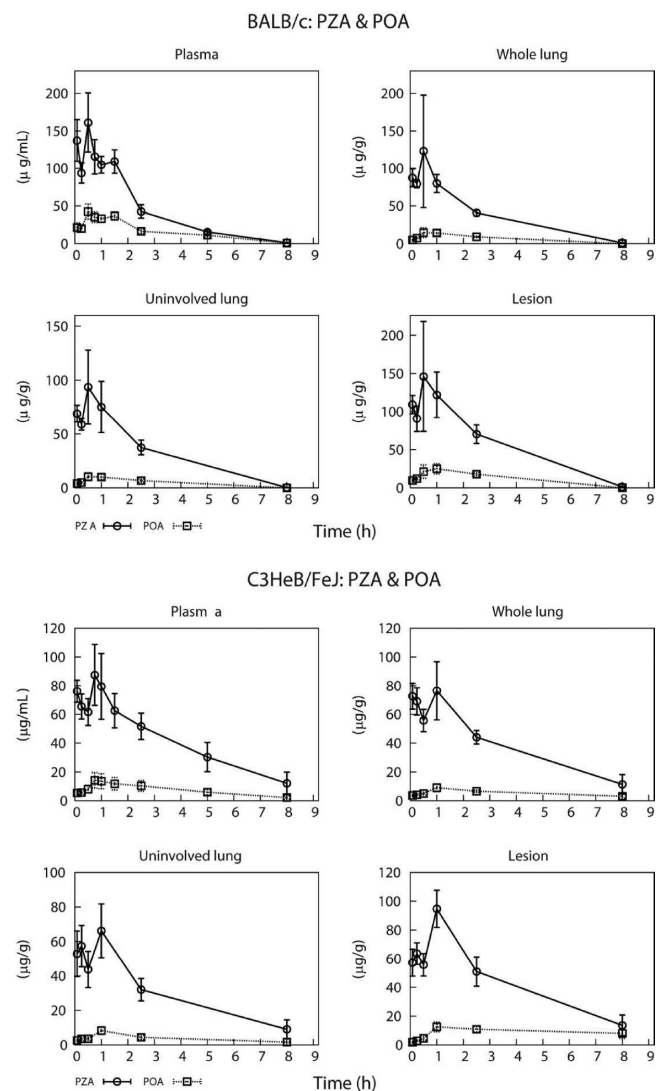 BALB/c: PZA & POA
Plasma
Whole lung
(μ g/mL)
200
150
100
50
0
0 1 2 3 4 5 6 7 8 9
(μ g/g)
200
150
100
50
0
0 1 2 3 4 5 6 7 8 9
Uninvolved lung
Lesion
(μ g/g)
150
100
50
0
0 1 2 3 4 5 6 7 8 9
(μ g/g)
200
150
100
50
0
0 1 2 3 4 5 6 7 8 9
PZ A POA
Time (h)
C3HeB/FeJ: PZA & POA
Plasm a
Whole lung
(μg/mL)
120
100
80
60
40
20
0
0 1 2 3 4 5 6 7 8 9
(μg/g)
120
100
80
60
40
20
0
0 1 2 3 4 5 6 7 8 9
Uninvolved lung
Lesion
(μg/g)
100
80
60
40
20
0
0 1 2 3 4 5 6 7 8 9
(μg/g)
120
100
80
60
40
20
0
0 1 2 3 4 5 6 7 8 9
PZA POA
Time (h)